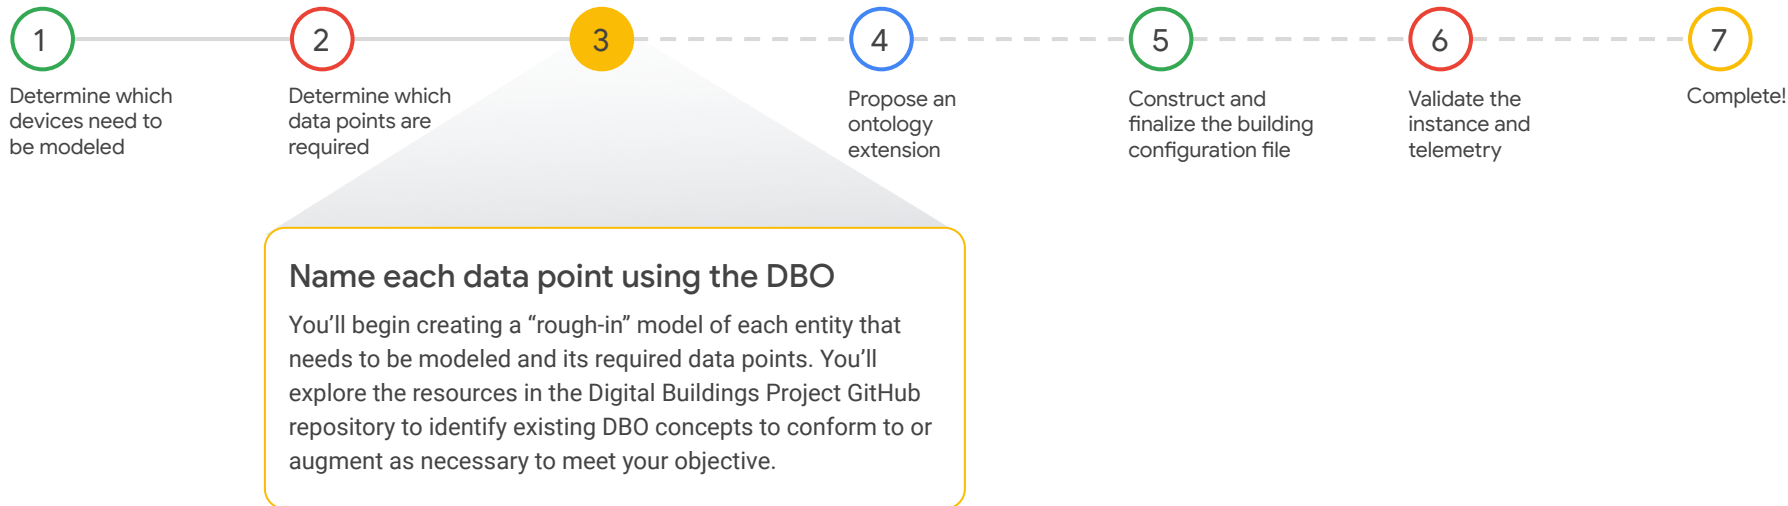 1
Determine which
devices need to
be modeled
2
Determine which
data points are
required
3
4
Propose an
ontology
extension
5
Construct and
finalize the building
configuration file
6
Validate the
instance and
telemetry
7
Complete!
Name each data point using the DBO
You’ll begin creating a “rough-in” model of each entity that
needs to be modeled and its required data points. You’ll
explore the resources in the Digital Buildings Project GitHub
repository to identify existing DBO concepts to conform to or
augment as necessary to meet your objective.